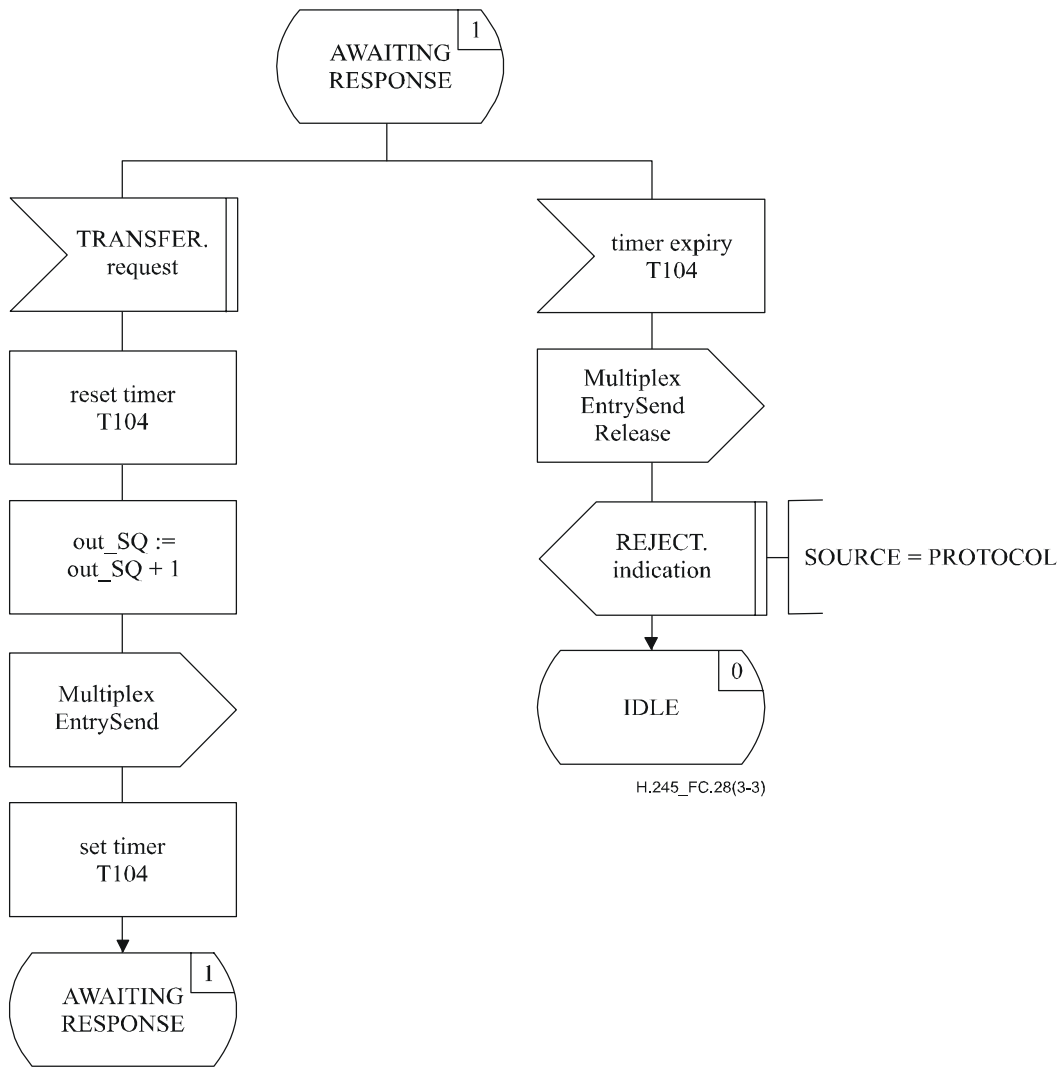 1
AWAITING
RESPONSE
TRANSFER.
request
reset timer
T104
out_SQ :=
out_SQ + 1
Multiplex
EntrySend
set timer
T104
1
AWAITING
RESPONSE
timer expiry
T104
Multiplex
EntrySend
Release
REJECT.
indication
SOURCE = PROTOCOL
0
IDLE
H.245_FC.28(3-3)